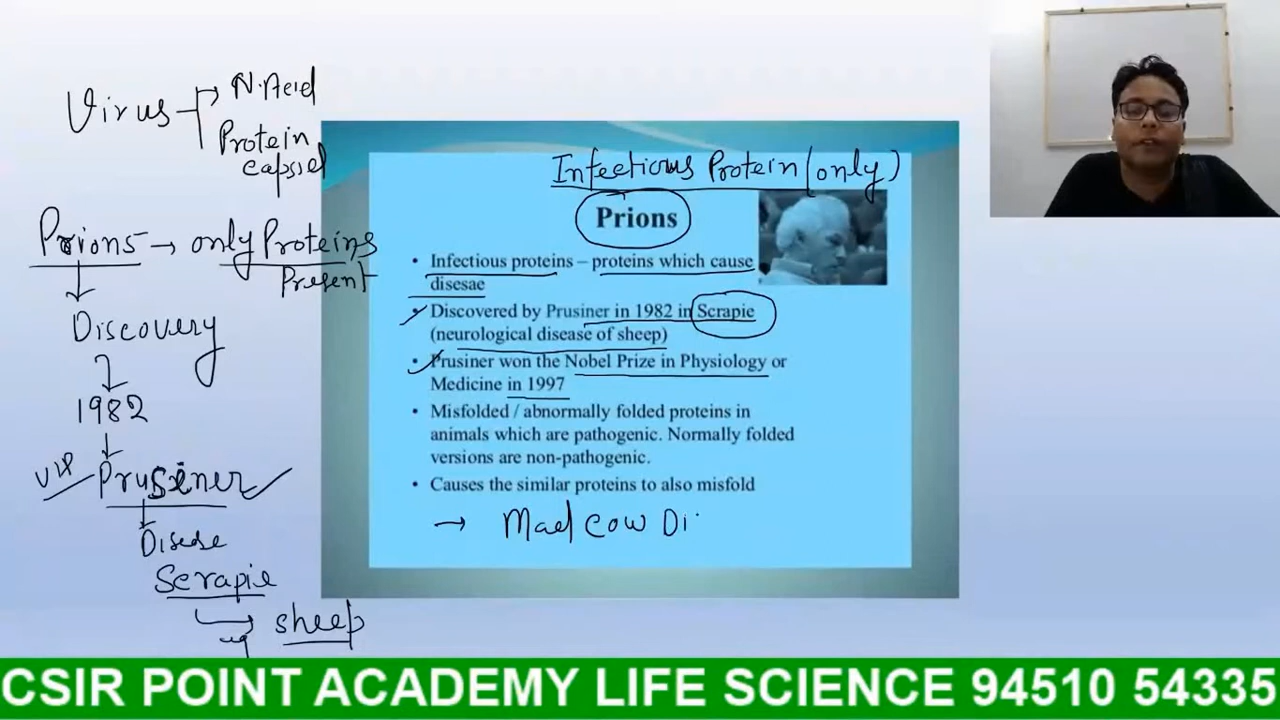 Virus → N.Acid
Protein
capsid
Prions → only Proteins
Present
Discovery
1982
VIP Prusiner
Disese
Scrapie
sheep
Infectious Protein (only)
Prions
• Infectious proteins – proteins which cause
disesae
• Discovered by Prusiner in 1982 in Scrapie
(neurological disease of sheep)
• Prusiner won the Nobel Prize in Physiology or
Medicine in 1997
• Misfolded / abnormally folded proteins in
animals which are pathogenic. Normally folded
versions are non-pathogenic.
• Causes the similar proteins to also misfold
→ Mad Cow Di
CSIR POINT ACADEMY LIFE SCIENCE 94510 54335